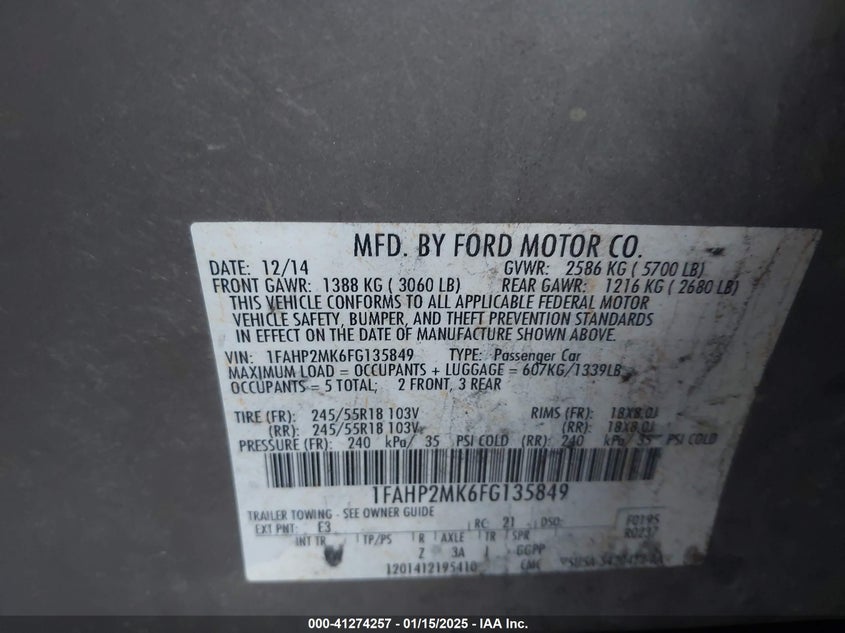 MFD. BY FORD MOTOR CO.
DATE: 12/14 GVWR: 2586 KG ( 5700 LB)
FRONT GAWR: 1388 KG ( 3060 LB) REAR GAWR: 1216 KG ( 2680 LB)
THIS VEHICLE CONFORMS TO ALL APPLICABLE FEDERAL MOTOR
VEHICLE SAFETY, BUMPER, AND THEFT PREVENTION STANDARDS
IN EFFECT ON THE DATE OF MANUFACTURE SHOWN ABOVE.
VIN: 1FAHP2MK6FG135849 TYPE: Passenger Car
MAXIMUM LOAD = OCCUPANTS + LUGGAGE = 607KG/1339LB
OCCUPANTS = 5 TOTAL; 2 FRONT, 3 REAR
TIRE (FR): 245/55R18 103V RIMS (FR): 18X8.0J
(RR): 245/55R18 103V (RR): 18X8.0J
PRESSURE (FR): 240 kPa/ 35 PSI COLD (RR): 240 kPa/ 35 PSI COLD
1FAHP2MK6FG135849
TRAILER TOWING - SEE OWNER GUIDE
EXT PNT: E3 RC: 21 DSO: F0195
INT TR TP/PS R AXLE TR SPR R0237
Z 3A J GGPP
1201412195410 CMC
000-41274257 - 01/15/2025 - IAA Inc.